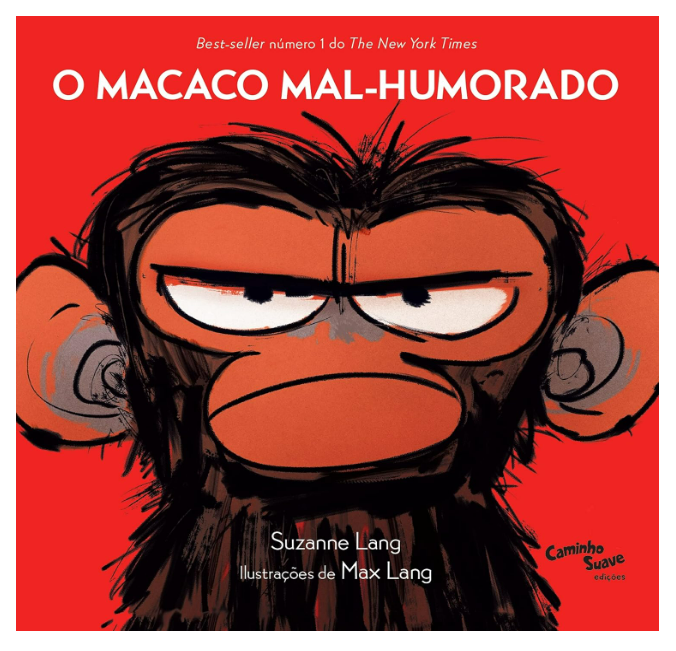 Best-seller número 1 do The New York Times
O MACACO MAL-HUMORADO
Suzanne Lang
Ilustrações de Max Lang
Caminho
Suave
edições